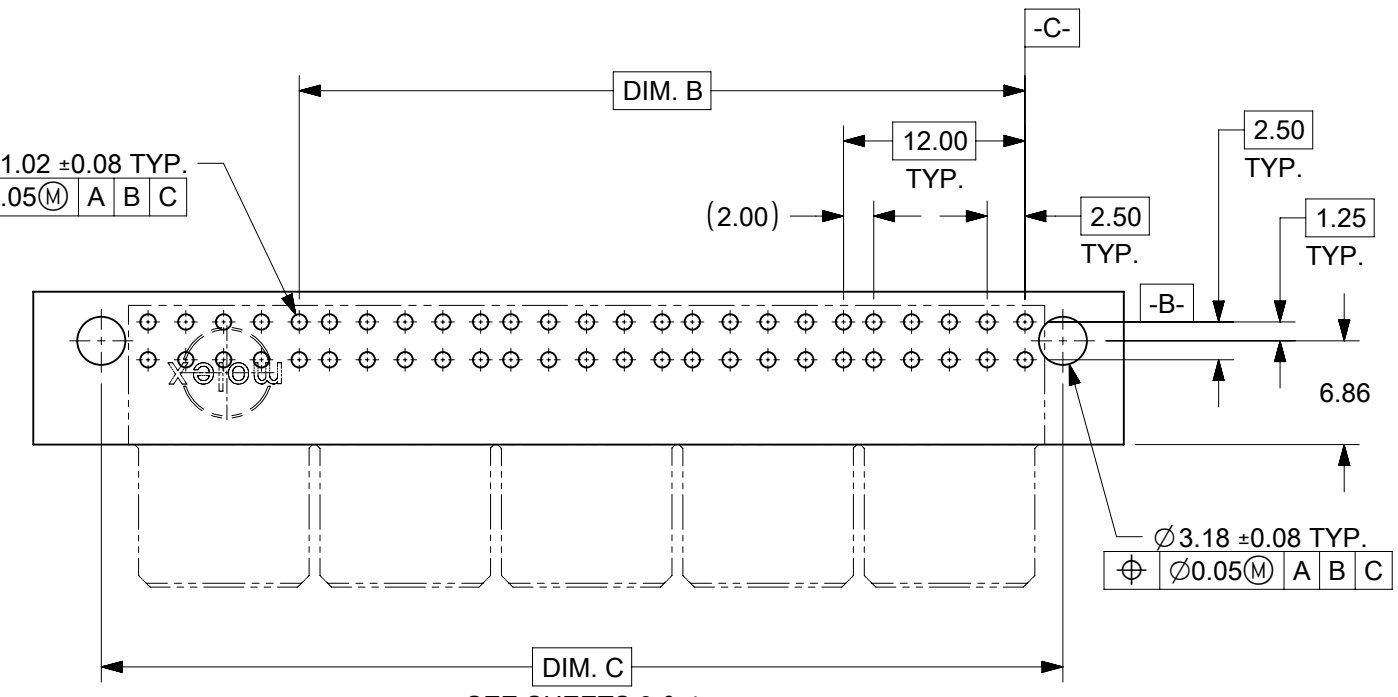 -C-
DIM. B
12.00
TYP.
2.50
TYP.
1.02 ±0.08 TYP.
.05Ⓜ A B C
(2.00)
2.50
TYP.
1.25
TYP.
-B-
molex
6.86
∅3.18 ±0.08 TYP.
⌖ ∅0.05Ⓜ A B C
DIM. C